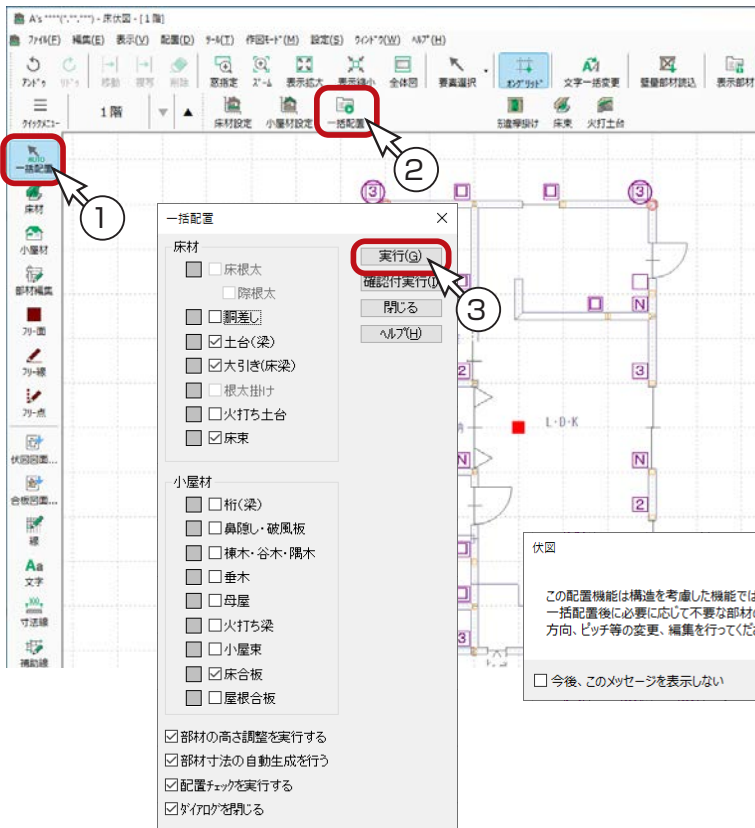 A's ****(**.**.***) - 床伏図 - [1 階]
ファイル(F) 編集(E) 表示(V) 配置(D) ツール(T) 作図モード(M) 設定(S) ウィンドウ(W) ヘルプ(H)
アンドゥ リドゥ 移動 複写 削除 窓指定 ズーム 表示拡大 表示縮小 全体図 要素選択 オングリッド 文字一括変更 壁量部材読込 表示部材
クイックメニュー 1 階 ▼ ▲ 床材設定 小屋材設定 一括配置 床束 火打土台
AUTO
一括配置
床材
小屋材
部材編集
フリー面
フリー線
フリー点
伏図図面...
合板図面...
線
Aa
文字
寸法線
補助線
1
2
3
一括配置 ×
床材
床根太
際根太
胴差し
土台(梁)
大引き(床梁)
根太掛け
火打ち土台
床束
小屋材
桁(梁)
鼻隠し・破風板
棟木・谷木・隅木
垂木
母屋
火打ち梁
小屋束
床合板
屋根合板
部材の高さ調整を実行する
部材寸法の自動生成を行う
配置チェックを実行する
ダイアログを閉じる
実行(G)
確認付実行(I)
閉じる
ヘルプ(H)
3
3
N
2
3
L・D・K
N
N
2
3
伏図
この配置機能は構造を考慮した機能では
一括配置後に必要に応じて不要な部材の
方向、ピッチ等の変更、編集を行ってくだ
今後、このメッセージを表示しない